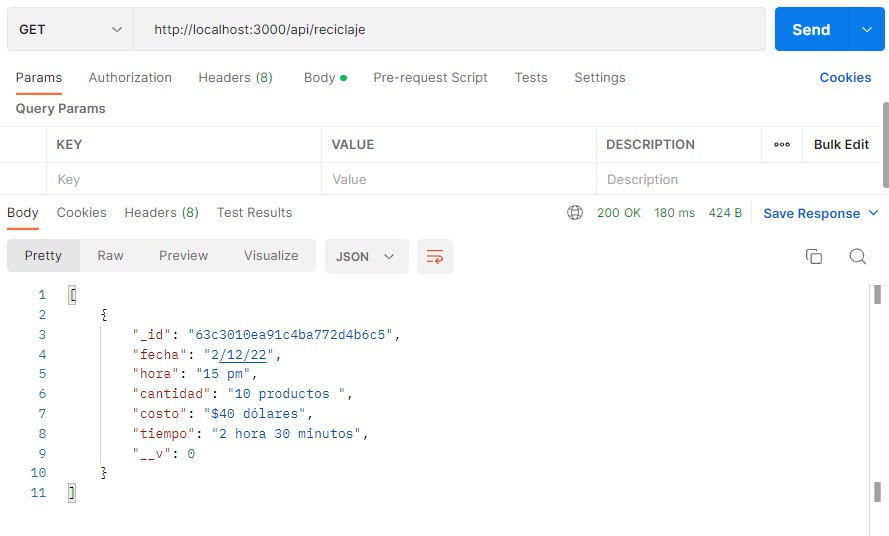 GET http://localhost:3000/api/reciclaje Send
Params Authorization Headers (8) Body Pre-request Script Tests Settings Cookies
Query Params
KEY VALUE DESCRIPTION ooo Bulk Edit
Key Value Description
Body Cookies Headers (8) Test Results 200 OK 180 ms 424 B Save Response
Pretty Raw Preview Visualize JSON
1 [
2 {
3 "_id": "63c3010ea91c4ba772d4b6c5",
4 "fecha": "2/12/22",
5 "hora": "15 pm",
6 "cantidad": "10 productos ",
7 "costo": "$40 dólares",
8 "tiempo": "2 hora 30 minutos",
9 "__v": 0
10 }
11 ]